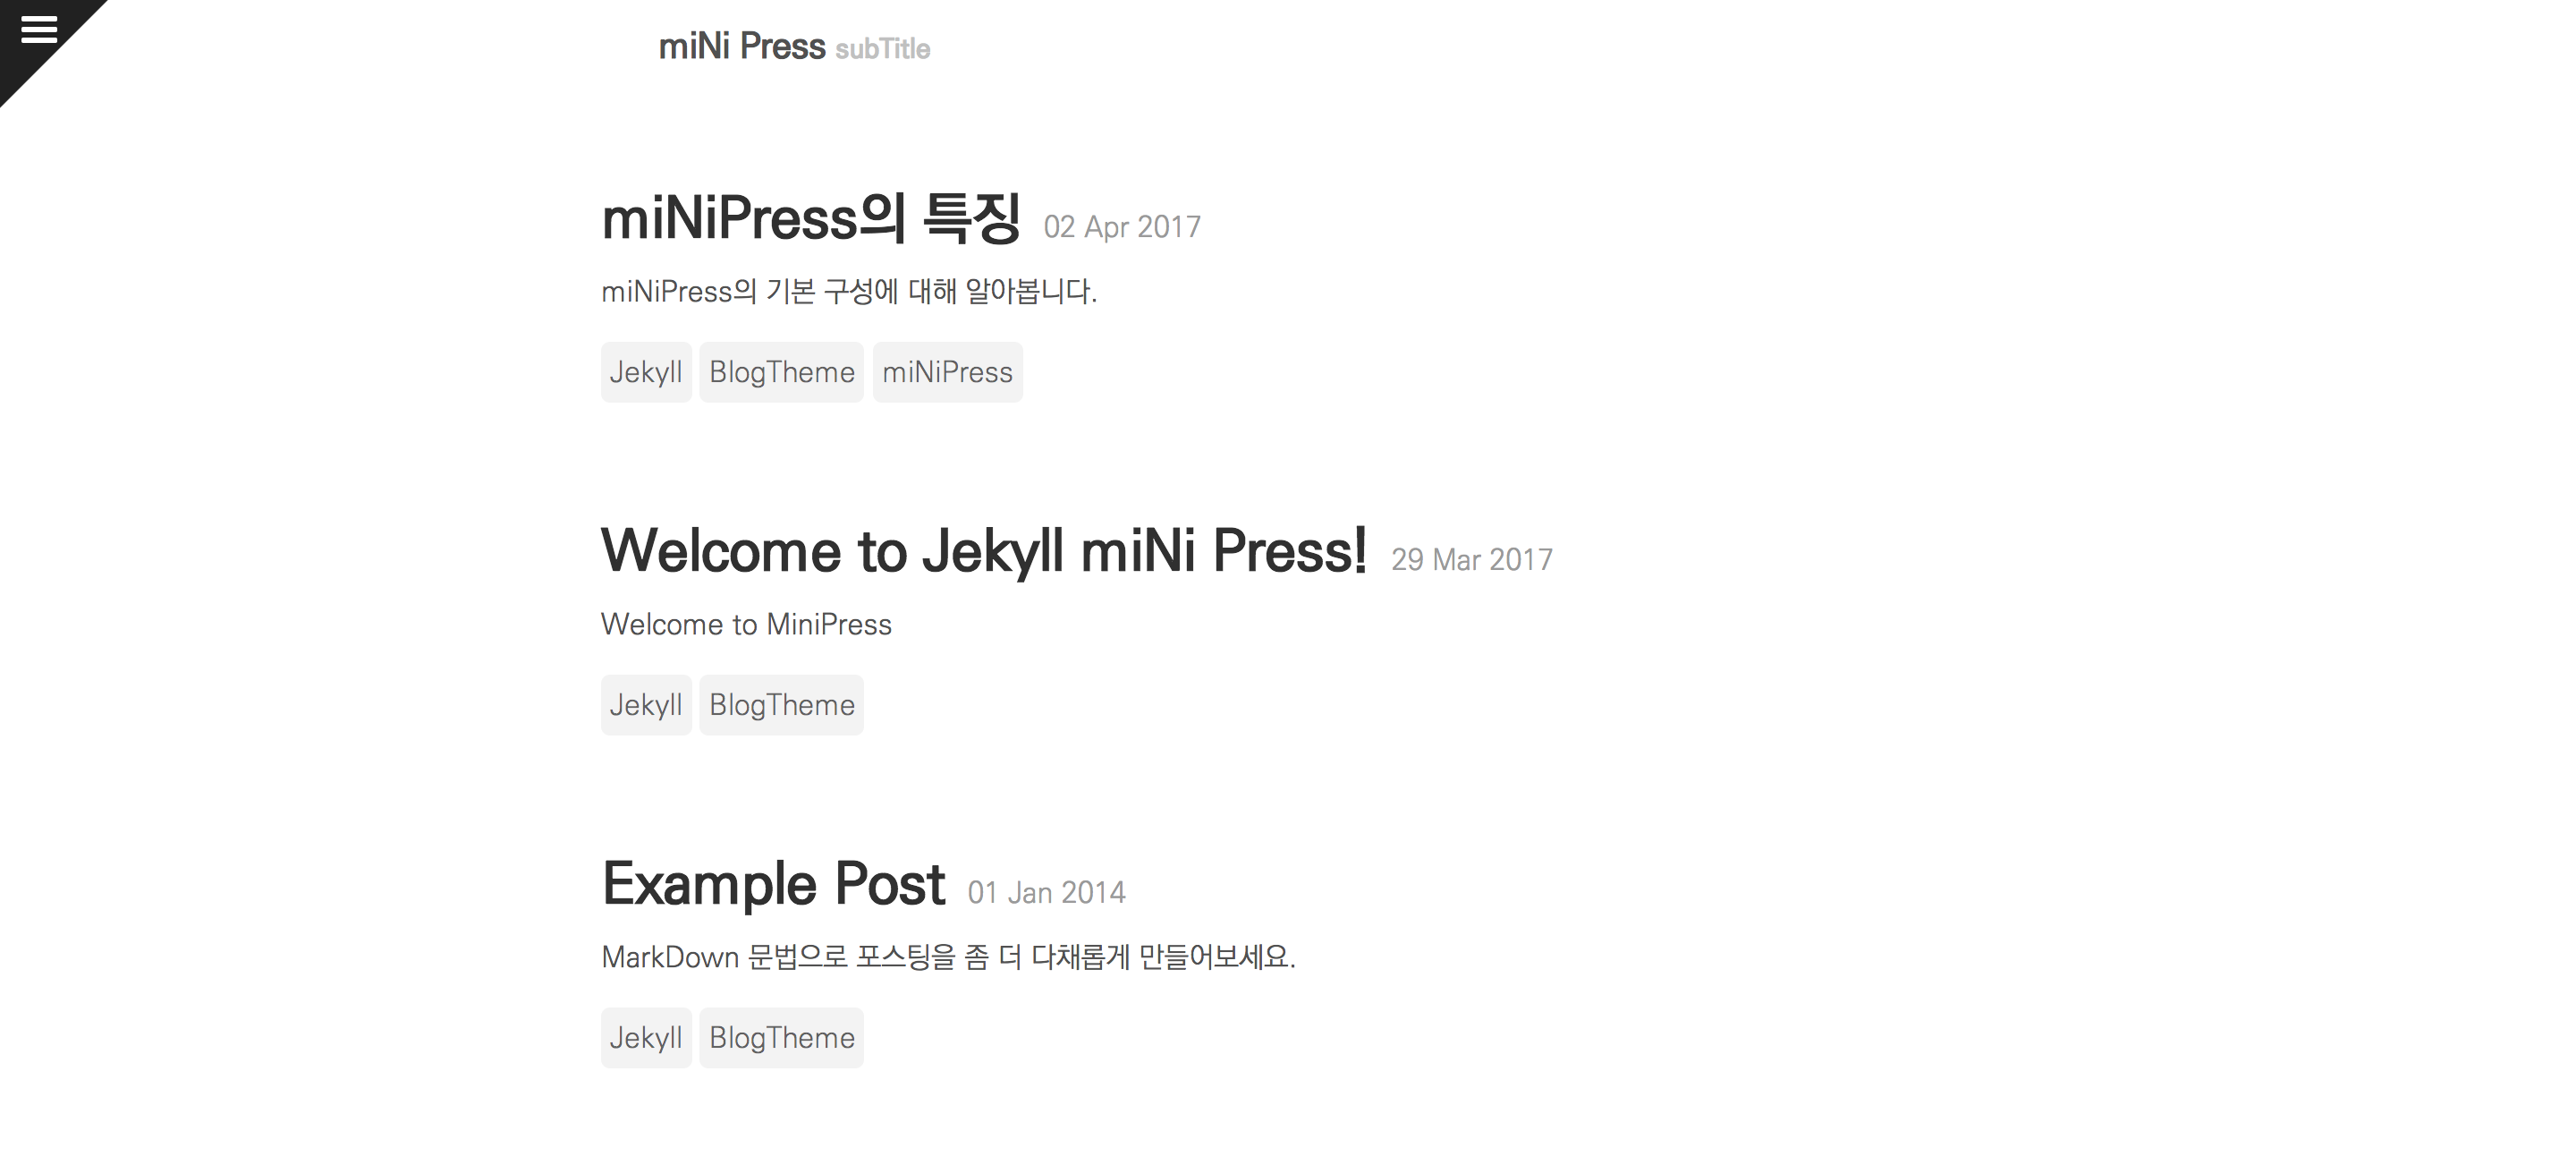 miNi Press subTitle
miNiPress의 특징 02 Apr 2017
miNiPress의 기본 구성에 대해 알아봅니다.
Jekyll BlogTheme miNiPress
Welcome to Jekyll miNi Press! 29 Mar 2017
Welcome to MiniPress
Jekyll BlogTheme
Example Post 01 Jan 2014
MarkDown 문법으로 포스팅을 좀 더 다채롭게 만들어보세요.
Jekyll BlogTheme